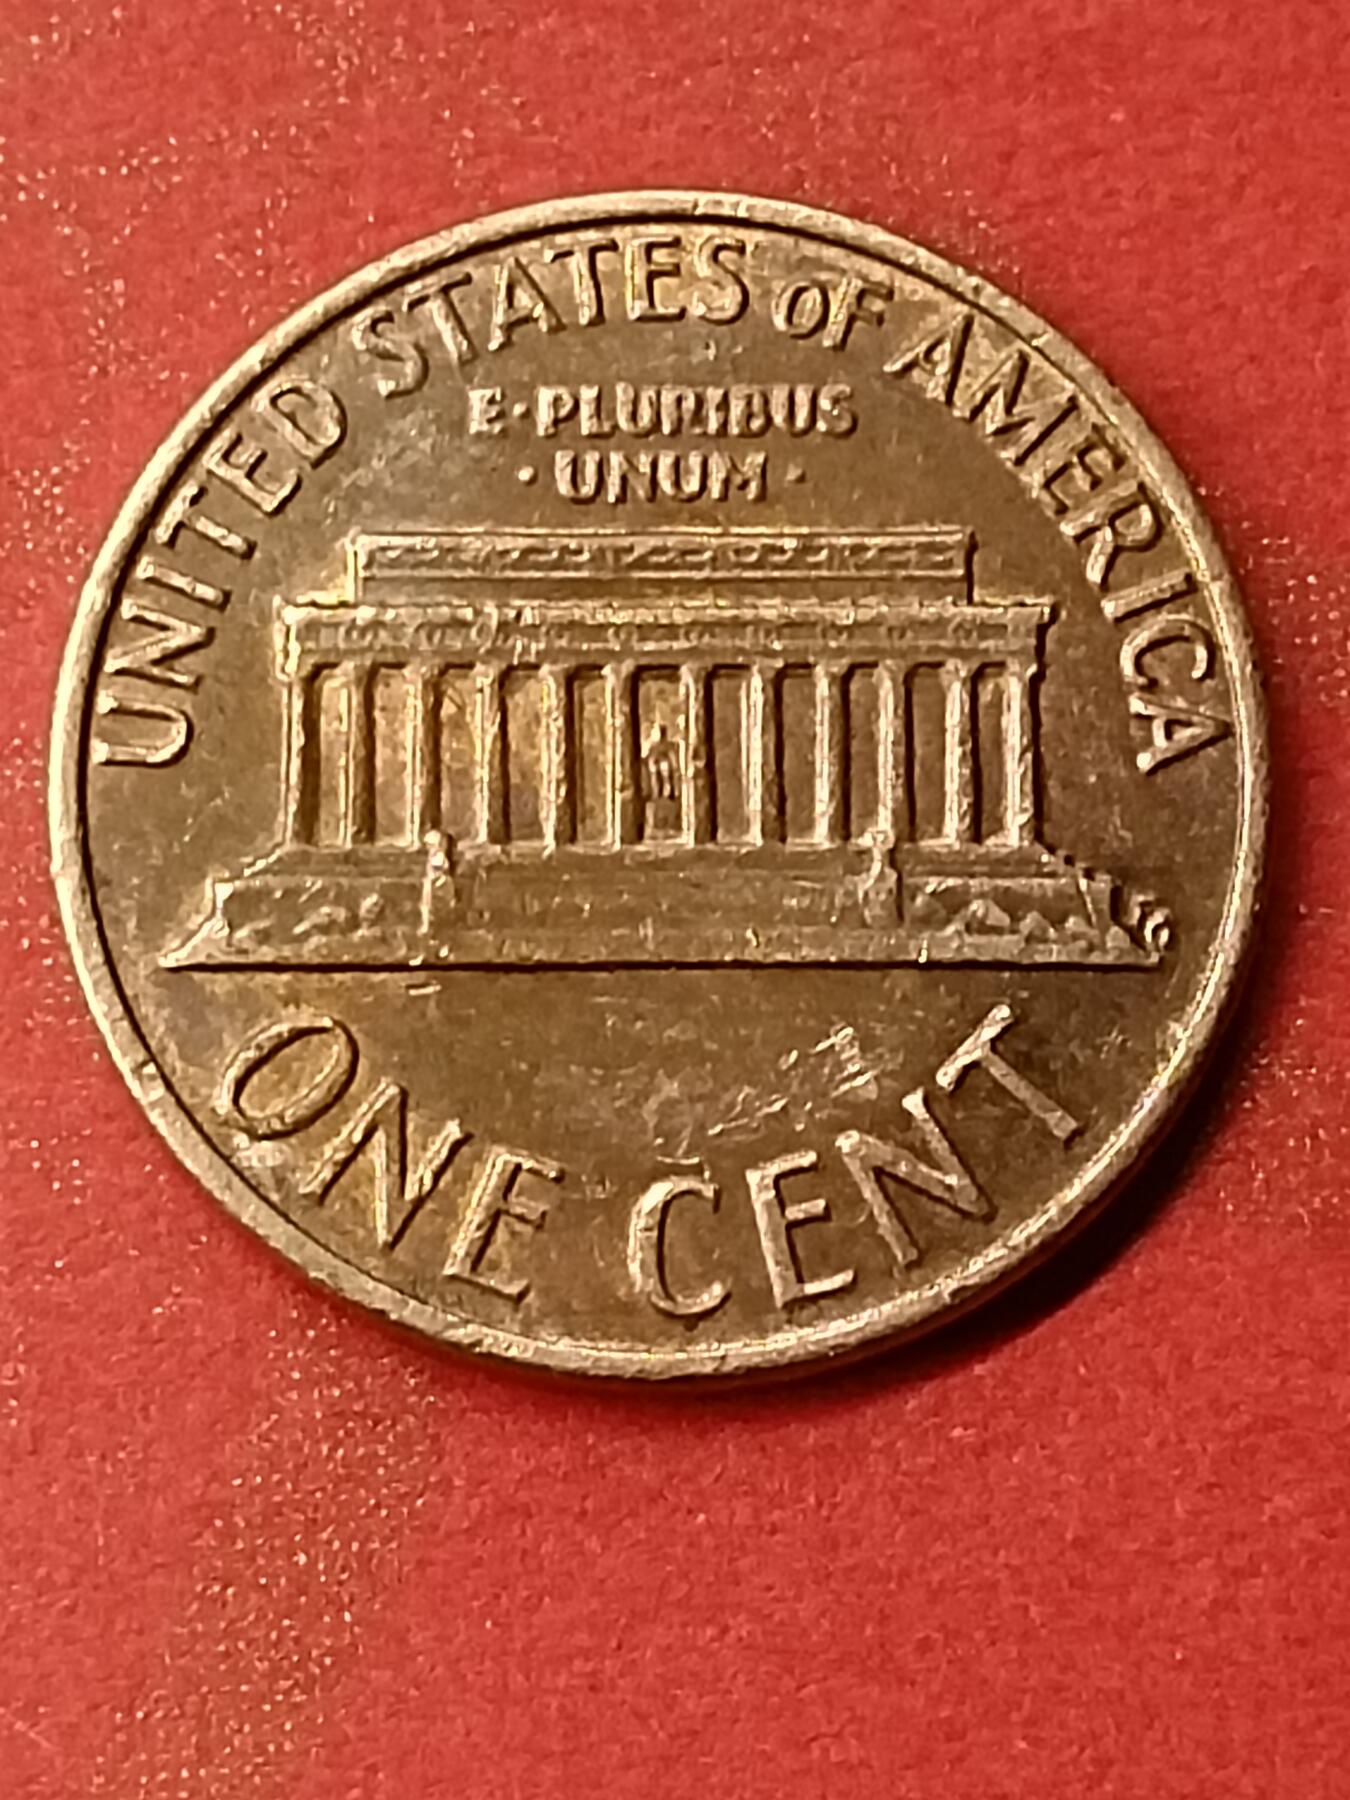 UNITED STATES OF AMERICA
E·PLURIBUS
·UNUM·
ONE CENT